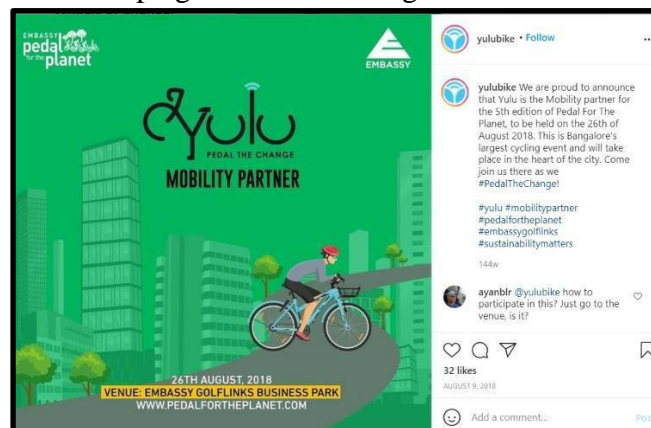 EMBASSY
pedal
for the planet
EMBASSY
Yulu
PEDAL THE CHANGE
MOBILITY PARTNER
26TH AUGUST, 2018
VENUE: EMBASSY GOLFLINKS BUSINESS PARK
WWW.PEDALFORTHEPLANET.COM
yulubike • Follow
yulubike We are proud to announce
that Yulu is the Mobility partner for
the 5th edition of Pedal For The
Planet, to be held on the 26th of
August 2018. This is Bangalore's
largest cycling event and will take
place in the heart of the city. Come
join us there as we
#PedalTheChange!
#yulu #mobilitypartner
#pedalfortheplanet
#embassygolflinks
#sustainabilitymatters
144w
ayanblr @yulubike how to
participate in this? Just go to the
venue, is it?
32 likes
AUGUST 9, 2018
Add a comment...
Pos